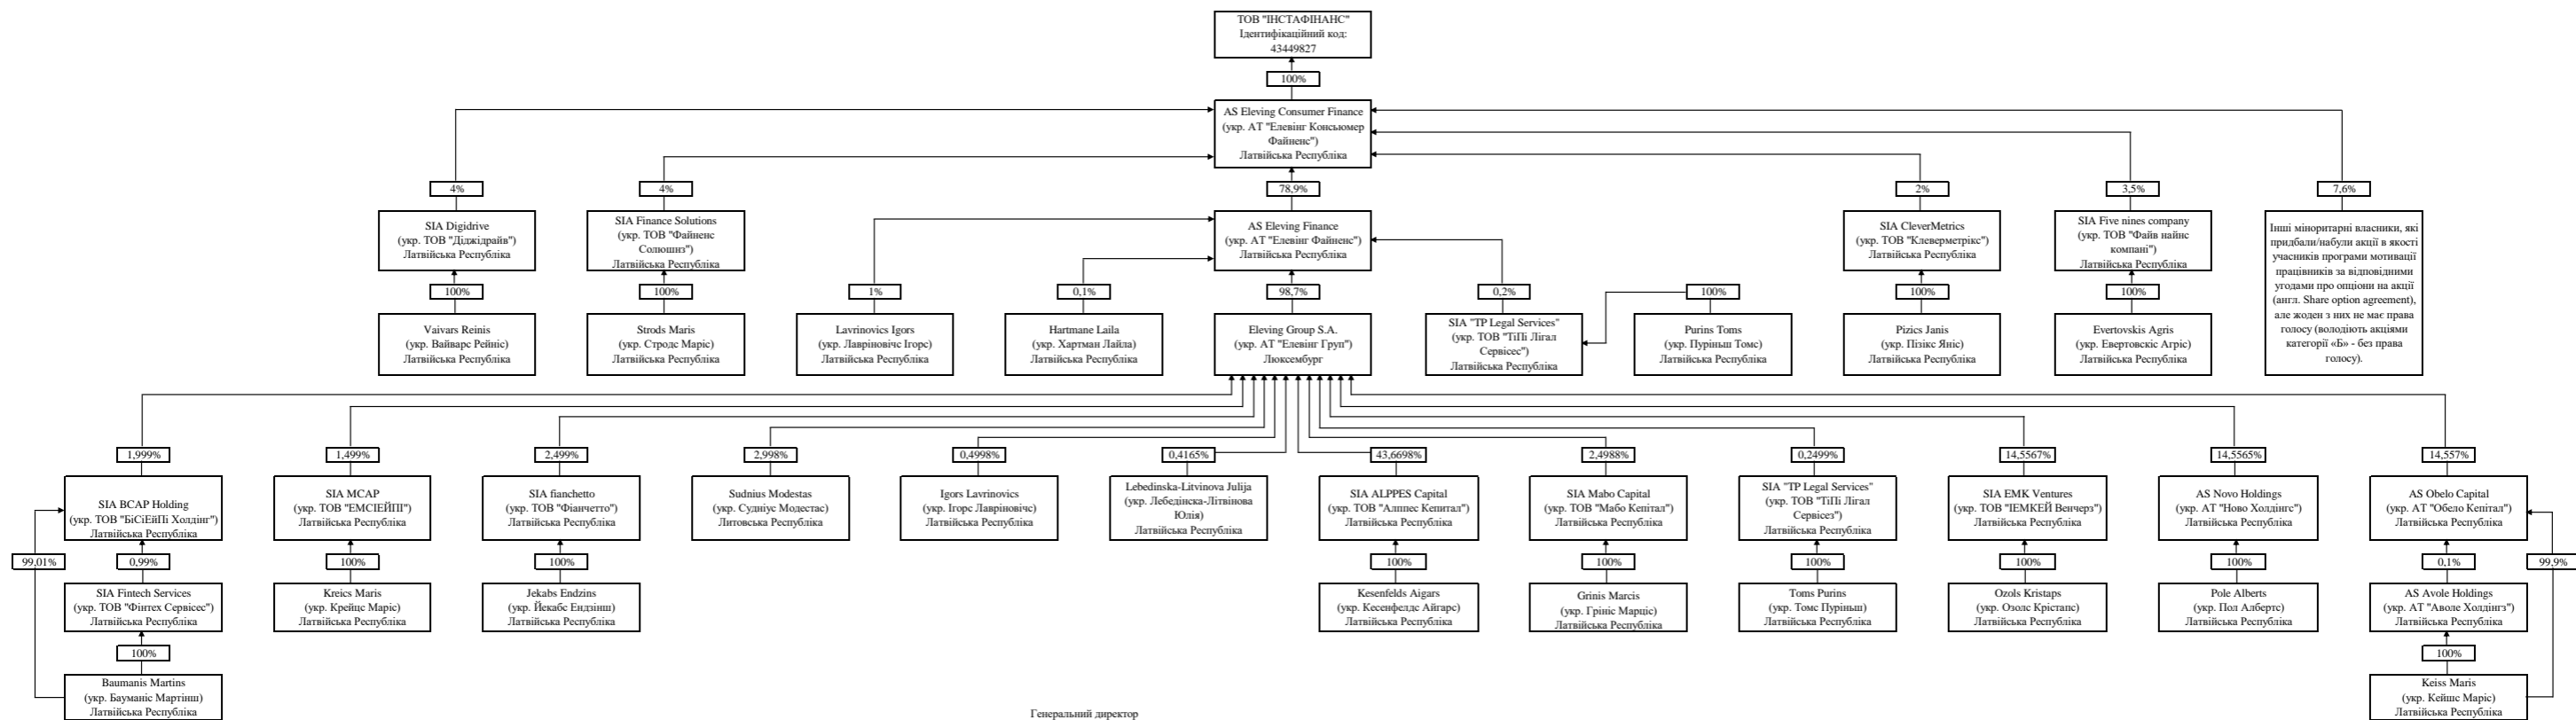 ТОВ "ІНСТАФІНАНС"
Ідентифікаційний код:
43449827
100%
AS Eleving Consumer Finance
(укр. АТ "Елевінг Консьюмер
Файненс")
Латвійська Республіка
4%
4%
78,9%
2%
3,5%
7,6%
SIA Digidrive
(укр. ТОВ "Діджідрайв")
Латвійська Республіка
SIA Finance Solutions
(укр. ТОВ "Файненс
Солюшнз")
Латвійська Республіка
AS Eleving Finance
(укр. АТ "Елевінг Файненс")
Латвійська Республіка
SIA CleverMetrics
(укр. ТОВ "Клеверметрікс")
Латвійська Республіка
SIA Five nines company
(укр. ТОВ "Файв найнс
компані")
Латвійська Республіка
Інші міноритарні власники, які
придбали/набули акції в якості
учасників програми мотивації
працівників за відповідними
угодами про опціони на акції
(англ. Share option agreement),
але жоден з них не має права
голосу (володіють акціями
категорії «Б» - без права
голосу).
100%
100%
1%
0,1%
98,7%
0,2%
100%
100%
100%
Vaivars Reinis
(укр. Вайварс Рейніс)
Латвійська Республіка
Strods Maris
(укр. Стродс Маріс)
Латвійська Республіка
Lavrinovics Igors
(укр. Лавріновічс Ігорс)
Латвійська Республіка
Hartmane Laila
(укр. Хартман Лайла)
Латвійська Республіка
Eleving Group S.A.
(укр. АТ "Елевінг Груп")
Люксембург
SIA "TP Legal Services"
(укр. ТОВ "ТіПі Лігал
Сервісес")
Латвійська Республіка
Purins Toms
(укр. Пуріньш Томс)
Латвійська Республіка
Pizics Janis
(укр. Пізікс Яніс)
Латвійська Республіка
Evertovskis Agris
(укр. Евертовскіс Агріс)
Латвійська Республіка
1,999%
1,499%
2,499%
2,998%
0,4998%
0,4165%
43,6698%
2,4988%
0,2499%
14,5567%
14,5565%
14,557%
SIA BCAP Holding
(укр. ТОВ "БіСіЕйПі Холдінг")
Латвійська Республіка
SIA MCAP
(укр. ТОВ "ЕМСІЕЙПІ")
Латвійська Республіка
SIA fianchetto
(укр. ТОВ "Фіанчетто")
Латвійська Республіка
Sudnius Modestas
(укр. Судніус Модестас)
Литовська Республіка
Igors Lavrinovics
(укр. Ігорс Лавріновічс)
Латвійська Республіка
Lebedinska-Litvinova Julija
(укр. Лебедінска-Літвінова
Юлія)
Латвійська Республіка
SIA ALPPES Capital
(укр. ТОВ "Алппес Кепитал")
Латвійська Республіка
SIA Mabo Capital
(укр. ТОВ "Мабо Кепітал")
Латвійська Республіка
SIA "TP Legal Services"
(укр. ТОВ "ТіПі Лігал
Сервісез")
Латвійська Республіка
SIA EMK Ventures
(укр. ТОВ "ІЕМКЕЙ Венчерз")
Латвійська Республіка
AS Novo Holdings
(укр. АТ "Ново Холдінгс")
Латвійська Республіка
AS Obelo Capital
(укр. АТ "Обело Кепітал")
Латвійська Республіка
99,01%
0,99%
100%
100%
100%
100%
100%
100%
100%
0,1%
99,9%
SIA Fintech Services
(укр. ТОВ "Фінтех Сервісес")
Латвійська Республіка
Kreics Maris
(укр. Крейцс Маріс)
Латвійська Республіка
Jekabs Endzins
(укр. Йекабс Ендзінш)
Латвійська Республіка
Kesenfelds Aigars
(укр. Кесенфелдс Айгарс)
Латвійська Республіка
Grinis Marcis
(укр. Грініс Марціс)
Латвійська Республіка
Toms Purins
(укр. Томс Пуріньш)
Латвійська Республіка
Ozols Kristaps
(укр. Озолс Крістапс)
Латвійська Республіка
Pole Alberts
(укр. Пол Албертс)
Латвійська Республіка
AS Avole Holdings
(укр. АТ "Аволе Холдінгз")
Латвійська Республіка
100%
100%
Baumanis Martins
(укр. Бауманіс Мартінш)
Латвійська Республіка
Keiss Maris
(укр. Кейшс Маріс)
Латвійська Республіка
Генеральний директор